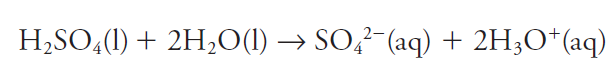 H₂SO₄(l) + 2H₂O(l) → SO₄²⁻(aq) + 2H₃O⁺(aq)